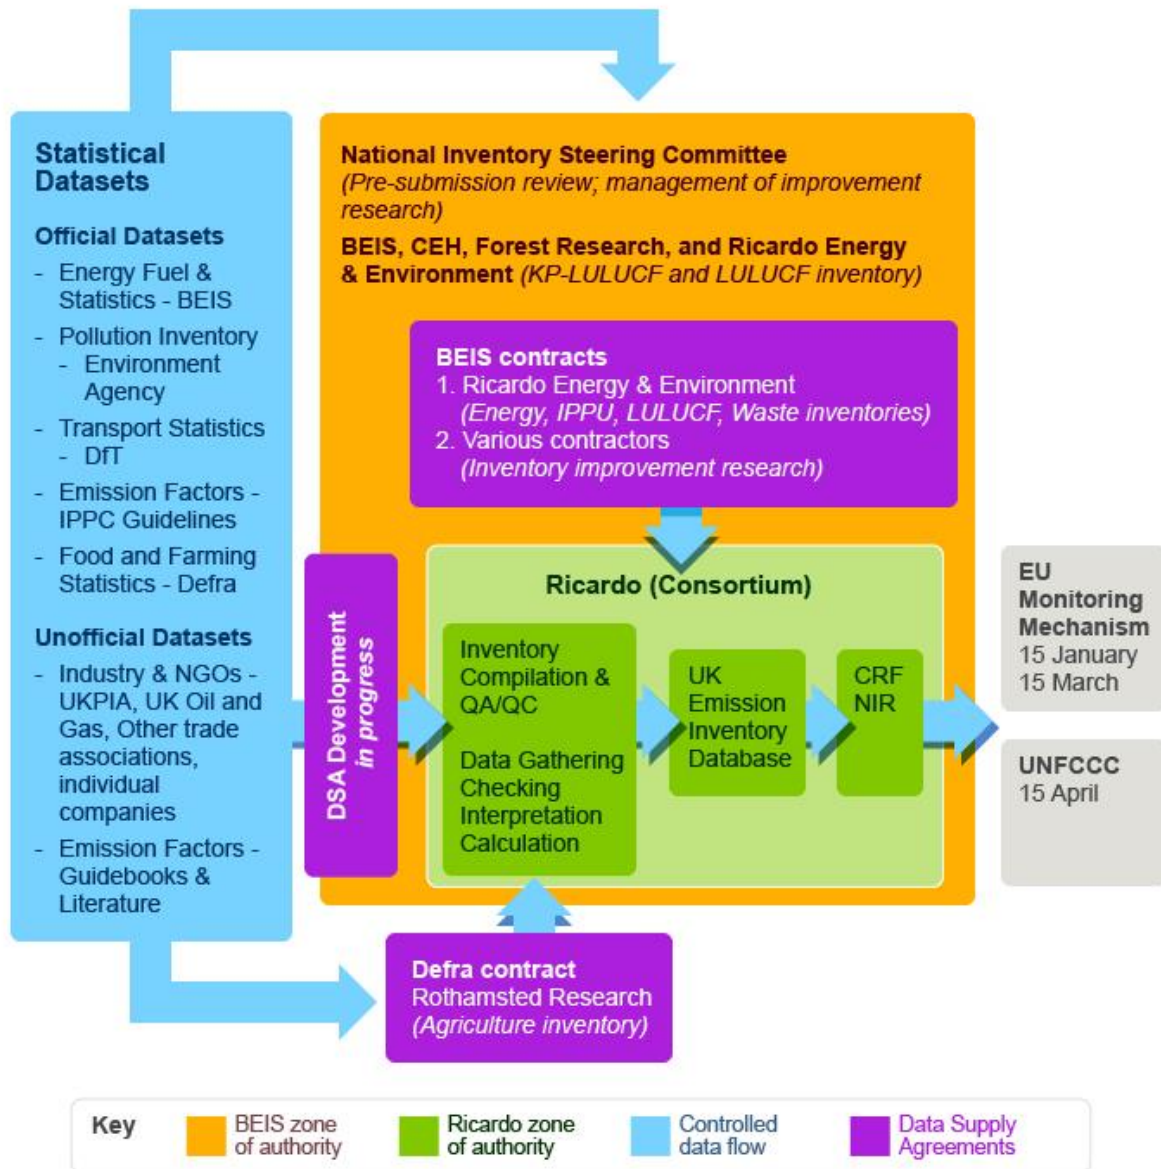 Statistical
Datasets
Official Datasets
- Energy Fuel &
Statistics - BEIS
- Pollution Inventory
- Environment
Agency
- Transport Statistics
- DfT
- Emission Factors -
IPPC Guidelines
- Food and Farming
Statistics - Defra
Unofficial Datasets
- Industry & NGOs -
UKPIA, UK Oil and
Gas, Other trade
associations,
individual
companies
- Emission Factors -
Guidebooks &
Literature
National Inventory Steering Committee
(Pre-submission review; management of improvement
research)
BEIS, CEH, Forest Research, and Ricardo Energy
& Environment (KP-LULUCF and LULUCF inventory)
BEIS contracts
1. Ricardo Energy & Environment
(Energy, IPPU, LULUCF, Waste inventories)
2. Various contractors
(Inventory improvement research)
DSA Development
in progress
Ricardo (Consortium)
Inventory
Compilation &
QA/QC
Data Gathering
Checking
Interpretation
Calculation
UK
Emission
Inventory
Database
CRF
NIR
EU
Monitoring
Mechanism
15 January
15 March
UNFCCC
15 April
Defra contract
Rothamsted Research
(Agriculture inventory)
Key
BEIS zone
of authority
Ricardo zone
of authority
Controlled
data flow
Data Supply
Agreements